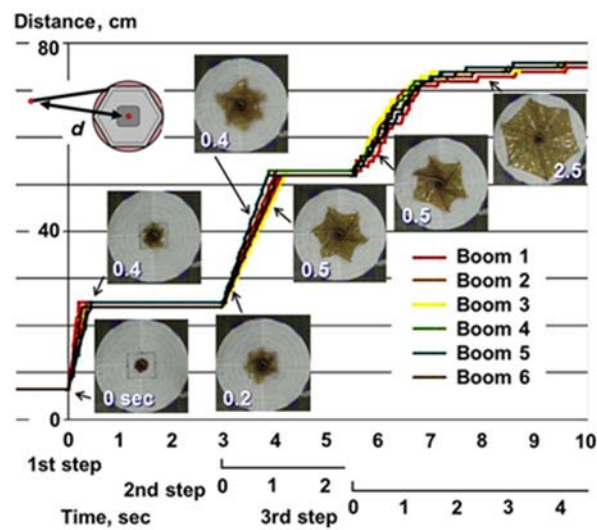 Distance, cm
80
d
0.4
2.5
0.4
0.5
40
0.5
Boom 1
Boom 2
Boom 3
Boom 4
Boom 5
Boom 6
0 sec
0.2
0
0 1 2 3 4 5 6 7 8 9 10
1st step
2nd step 0 1 2
3rd step 0 1 2 3 4
Time, sec